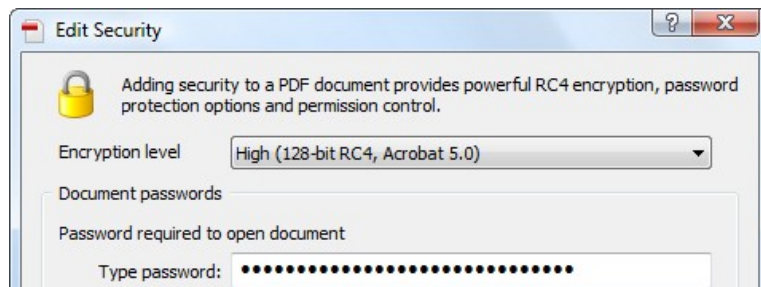 Edit Security
Adding security to a PDF document provides powerful RC4 encryption, password
protection options and permission control.
Encryption level High (128-bit RC4, Acrobat 5.0)
Document passwords
Password required to open document
Type password: ••••••••••••••••••••••••••••••